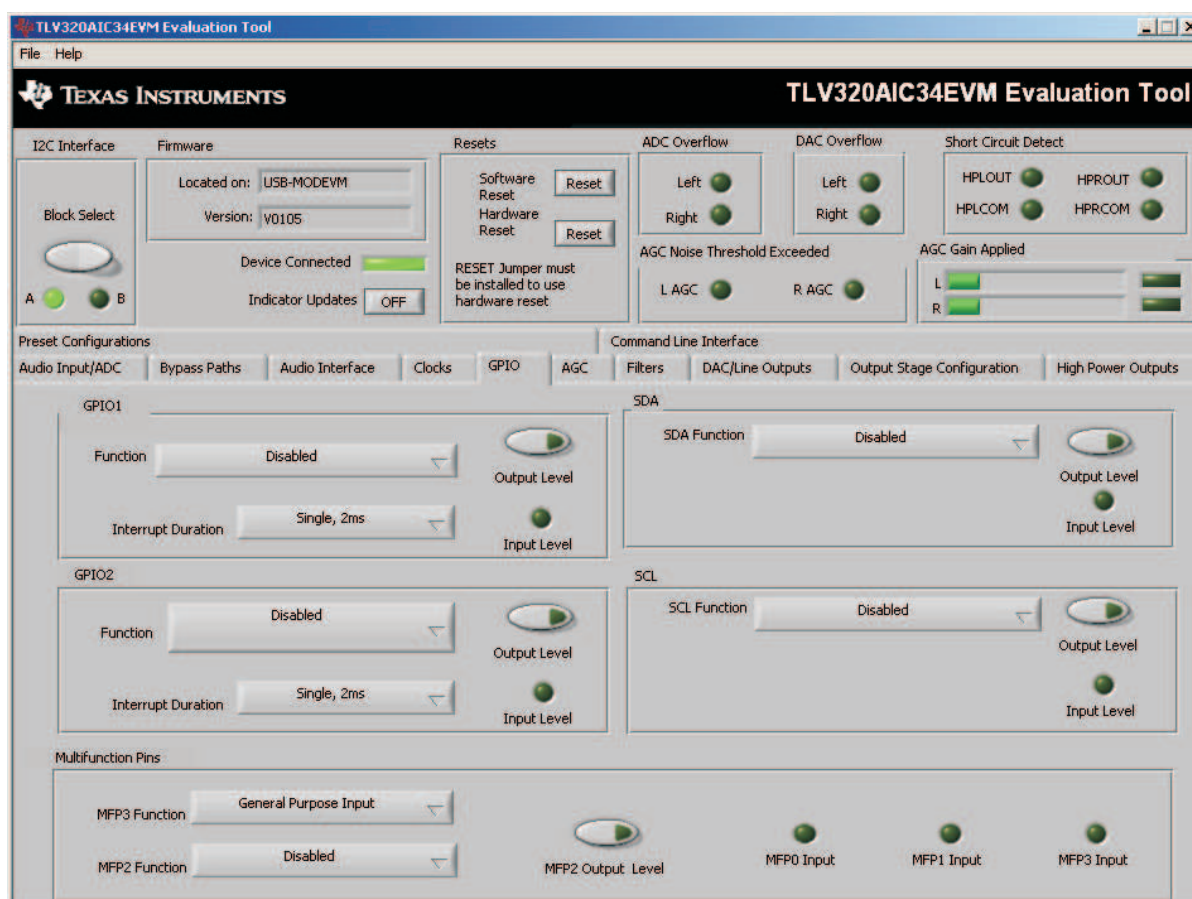 TLV320AIC34EVM Evaluation Tool
File Help
TEXAS INSTRUMENTS
TLV320AIC34EVM Evaluation Tool
I2C Interface
Block Select
A B
Firmware
Located on: USB-MODEVM
Version: V0105
Device Connected
Indicator Updates OFF
Resets
Software Reset Reset
Hardware Reset Reset
RESET Jumper must
be installed to use
hardware reset
ADC Overflow
Left
Right
DAC Overflow
Left
Right
Short Circuit Detect
HPLOUT HPROUT
HPLCOM HPRCOM
AGC Noise Threshold Exceeded
L AGC R AGC
AGC Gain Applied
L
R
Preset Configurations Command Line Interface
Audio Input/ADC Bypass Paths Audio Interface Clocks GPIO AGC Filters DAC/Line Outputs Output Stage Configuration High Power Outputs
GPIO1
Function Disabled
Output Level
Interrupt Duration Single, 2ms
Input Level
SDA
SDA Function Disabled
Output Level
Input Level
GPIO2
Function Disabled
Output Level
Interrupt Duration Single, 2ms
Input Level
SCL
SCL Function Disabled
Output Level
Input Level
Multifunction Pins
MFP3 Function General Purpose Input
MFP2 Function Disabled
MFP2 Output Level
MFP0 Input MFP1 Input MFP3 Input